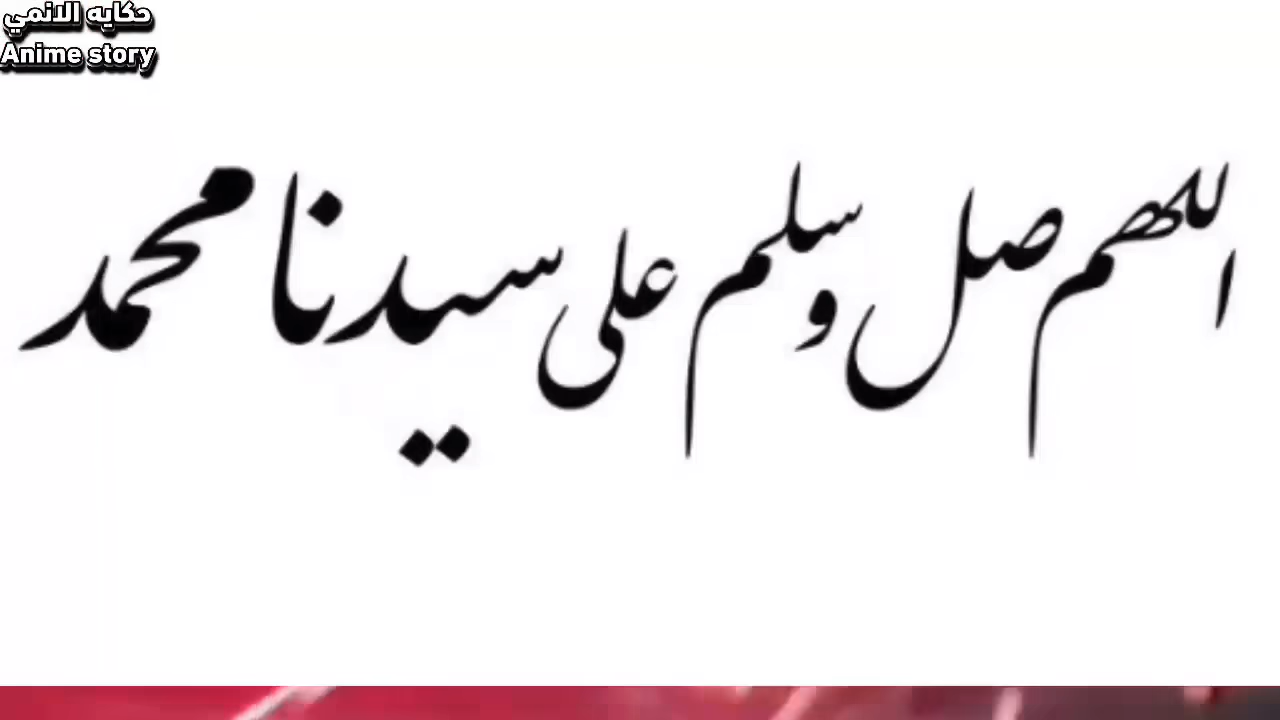 حكايه الانمي
Anime story
اللهم صل وسلم على سيدنا محمد